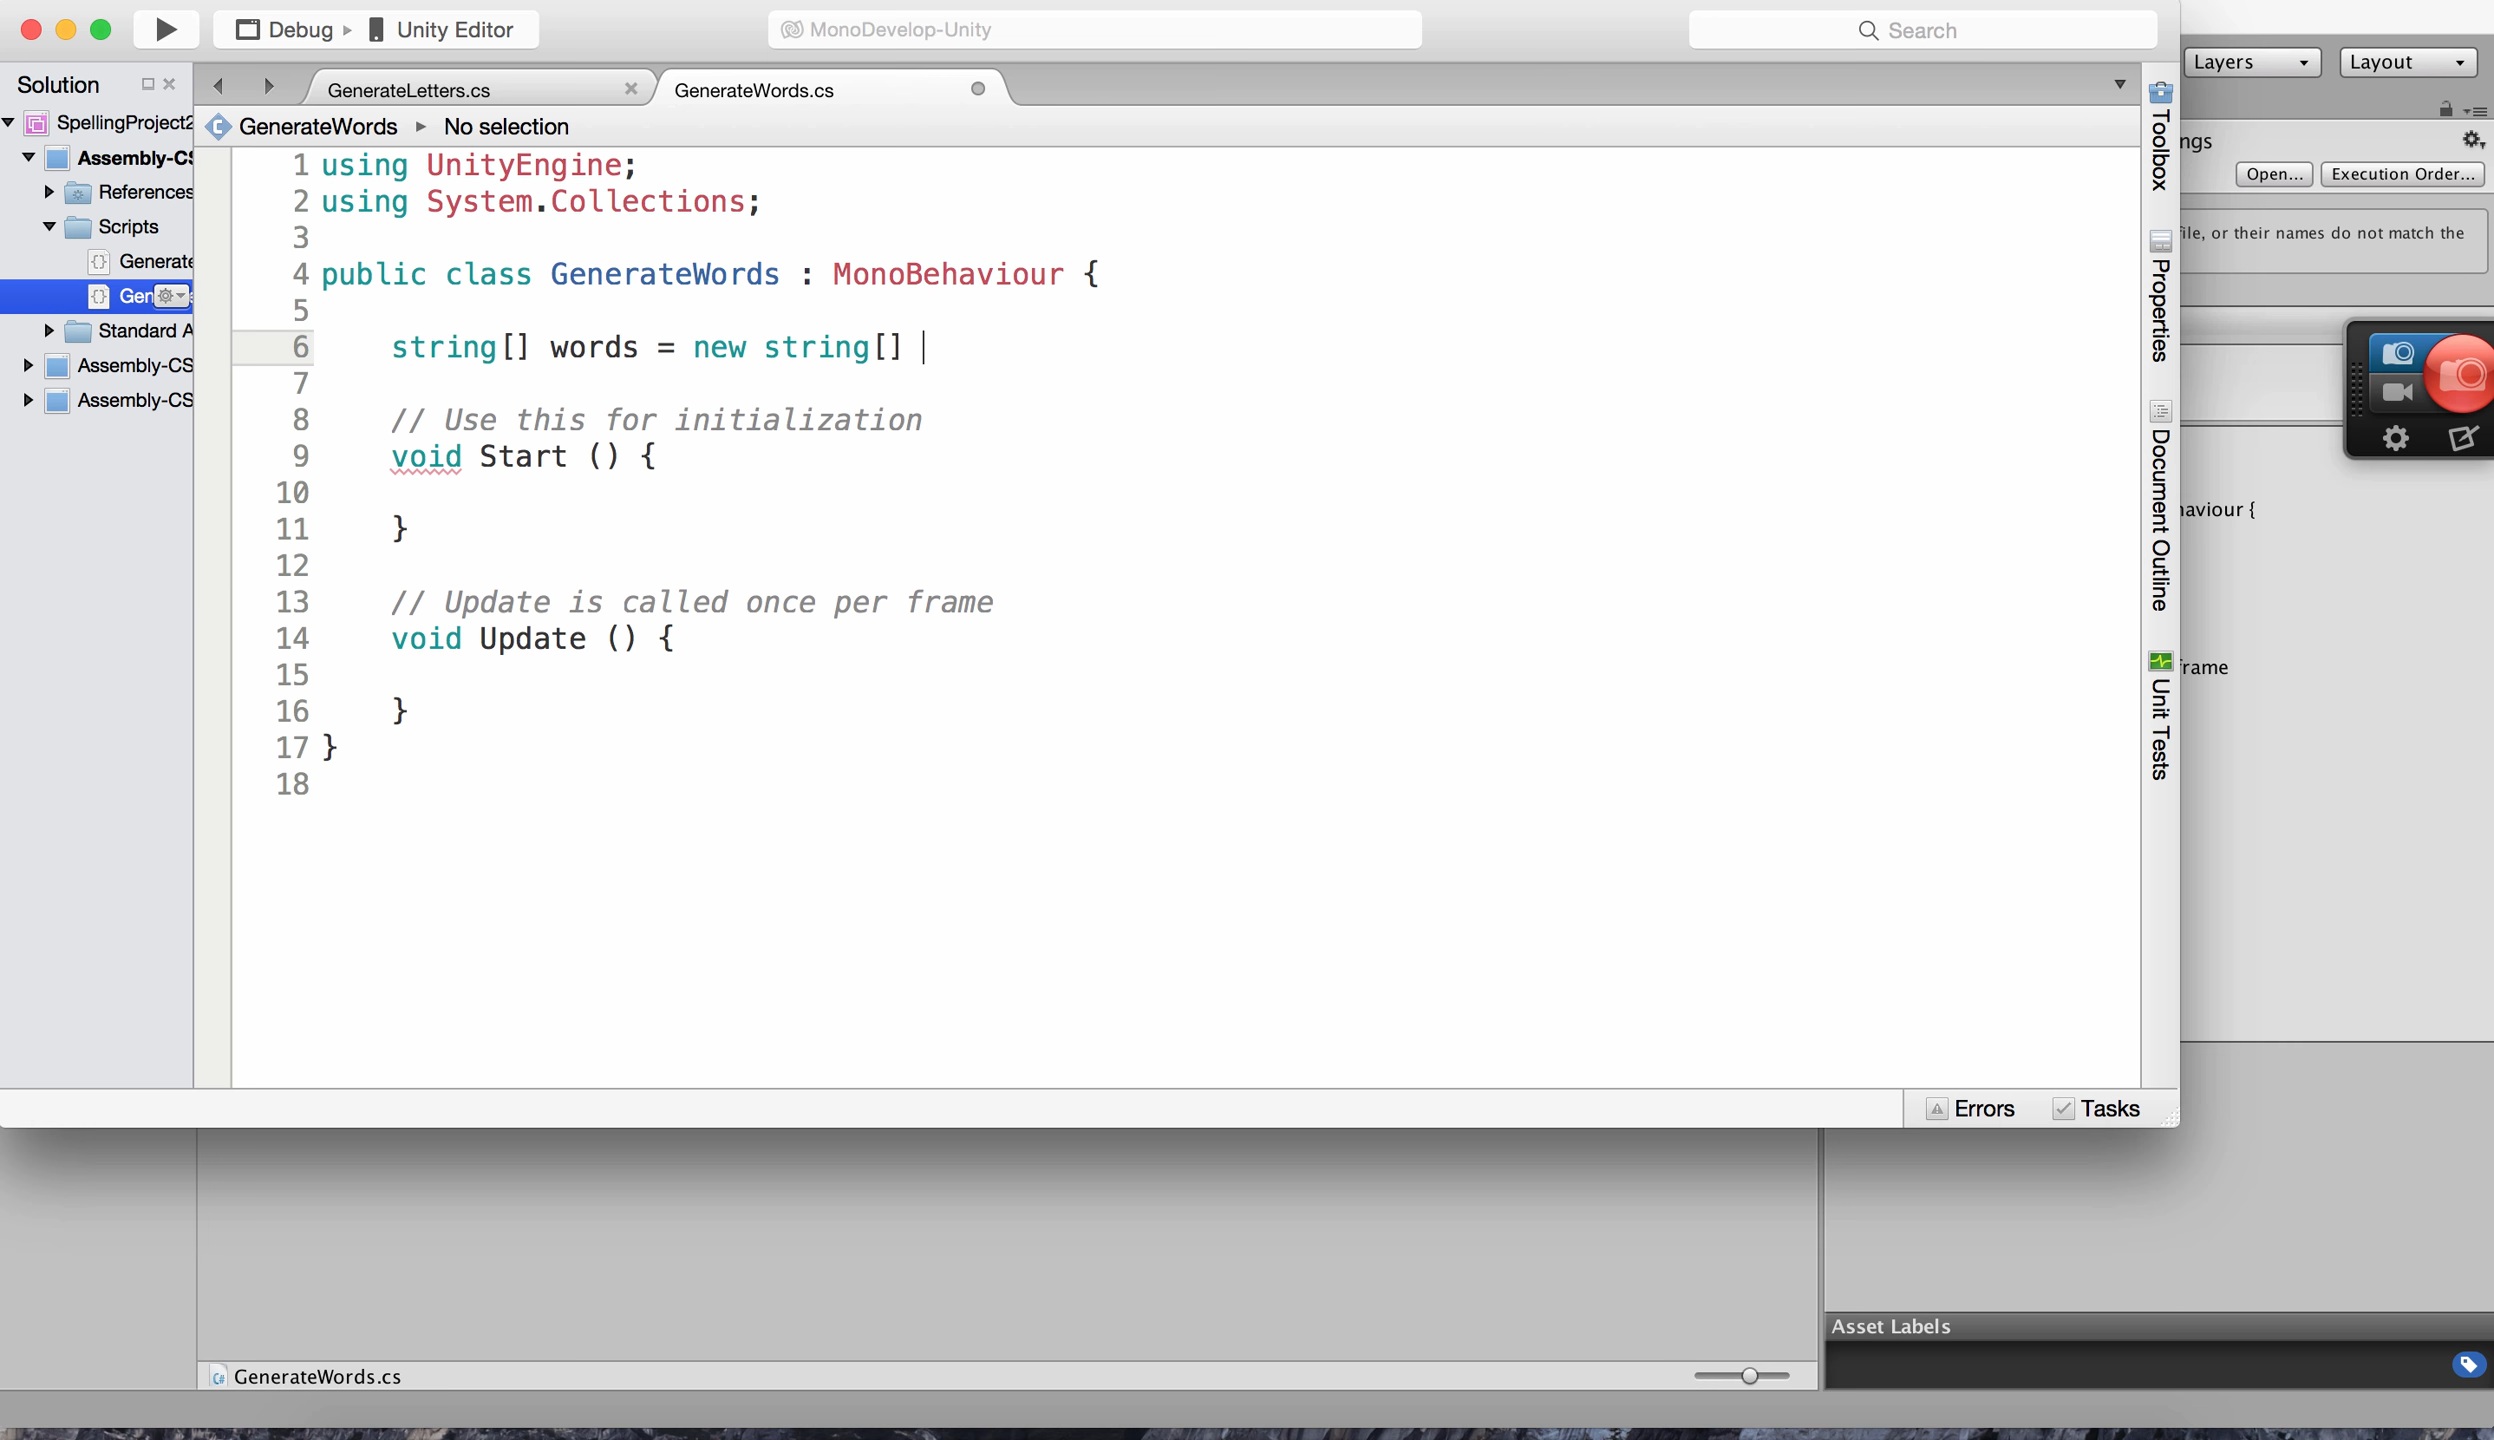 Debug
Unity Editor
MonoDevelop-Unity
Search
Layers
Layout
Solution
GenerateLetters.cs
GenerateWords.cs
SpellingProject2
GenerateWords
No selection
Assembly-CS
References
Scripts
Generate
Gen
Standard A
Assembly-CS
Assembly-CS
1 using UnityEngine;
2 using System.Collections;
3
4 public class GenerateWords : MonoBehaviour {
5
6 string[] words = new string[]
7
8 // Use this for initialization
9 void Start () {
10
11 }
12
13 // Update is called once per frame
14 void Update () {
15
16 }
17 }
18
Toolbox
Properties
Document Outline
Unit Tests
ngs
Open...
Execution Order...
file, or their names do not match the
haviour {
frame
Errors
Tasks
Asset Labels
C# GenerateWords.cs